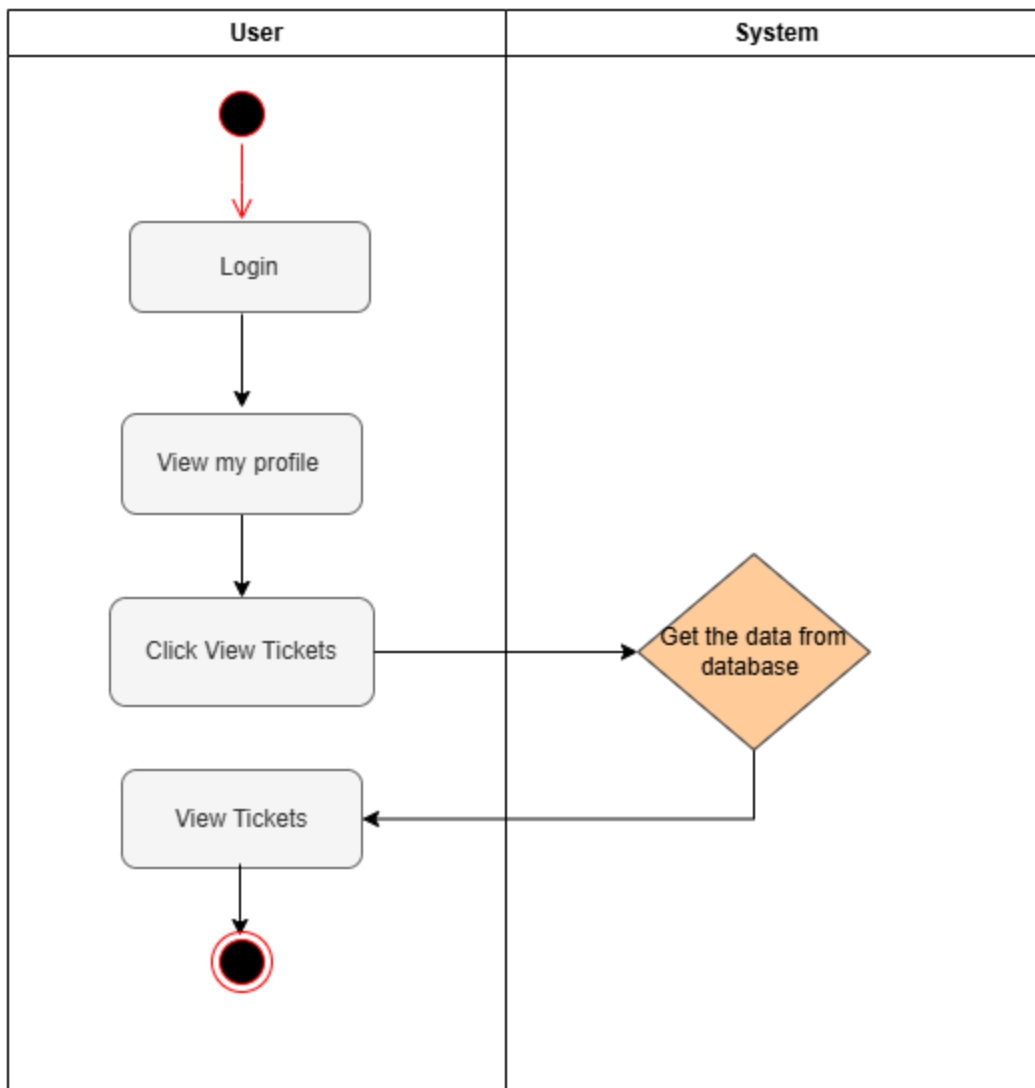 User
System
Login
View my profile
Click View Tickets
Get the data from
database
View Tickets